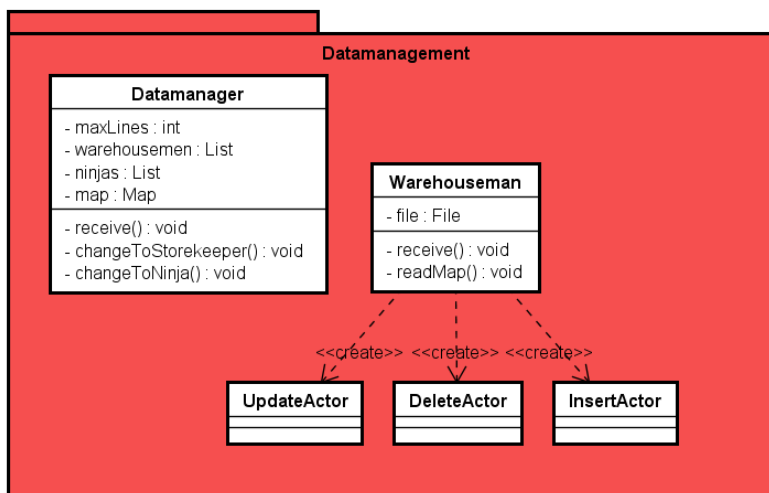 Datamanagement
Datamanager
- maxLines : int
- warehousemen : List
- ninjas : List
- map : Map
- receive() : void
- changeToStorekeeper() : void
- changeToNinja() : void
Warehouseman
- file : File
- receive() : void
- readMap() : void
<<create>> <<create>> <<create>>
UpdateActor
DeleteActor
InsertActor